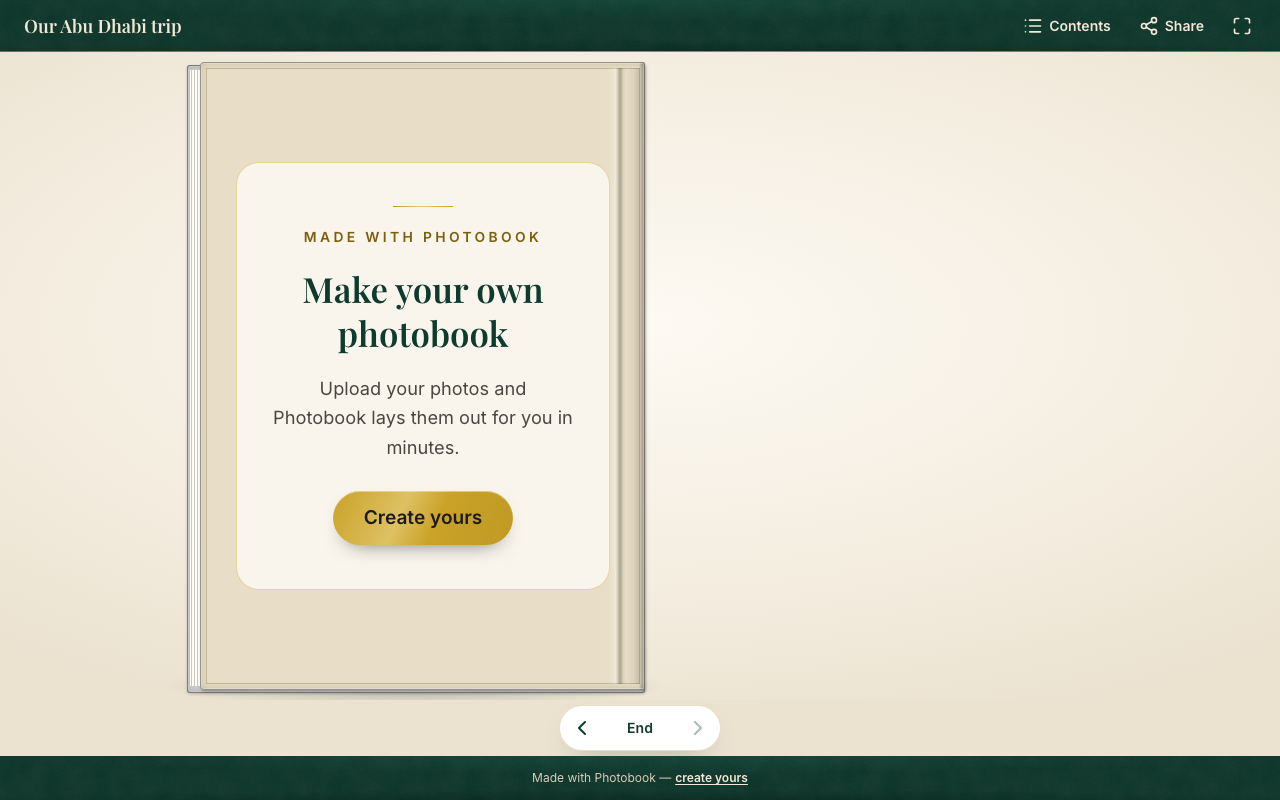 Our Abu Dhabi trip
Contents
Share
MADE WITH PHOTOBOOK
Make your own
photobook
Upload your photos and
Photobook lays them out for you in
minutes.
Create yours
End
Made with Photobook — create yours